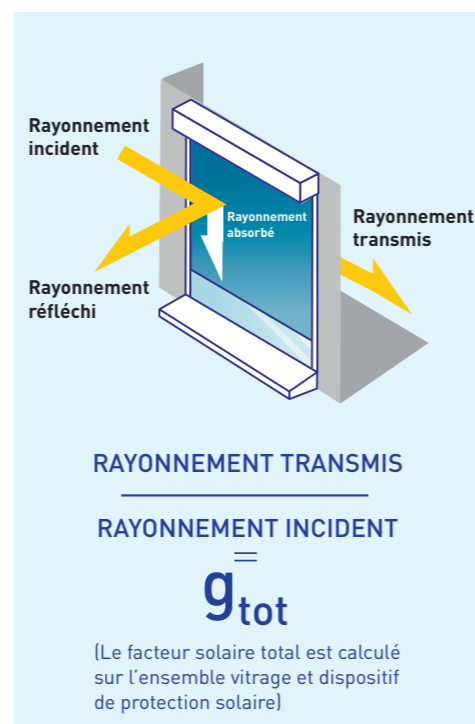 Rayonnement
incident
Rayonnement
absorbé
Rayonnement
transmis
Rayonnement
réfléchi
RAYONNEMENT TRANSMIS
RAYONNEMENT INCIDENT
=
gtot
(Le facteur solaire total est calculé
sur l'ensemble vitrage et dispositif
de protection solaire)